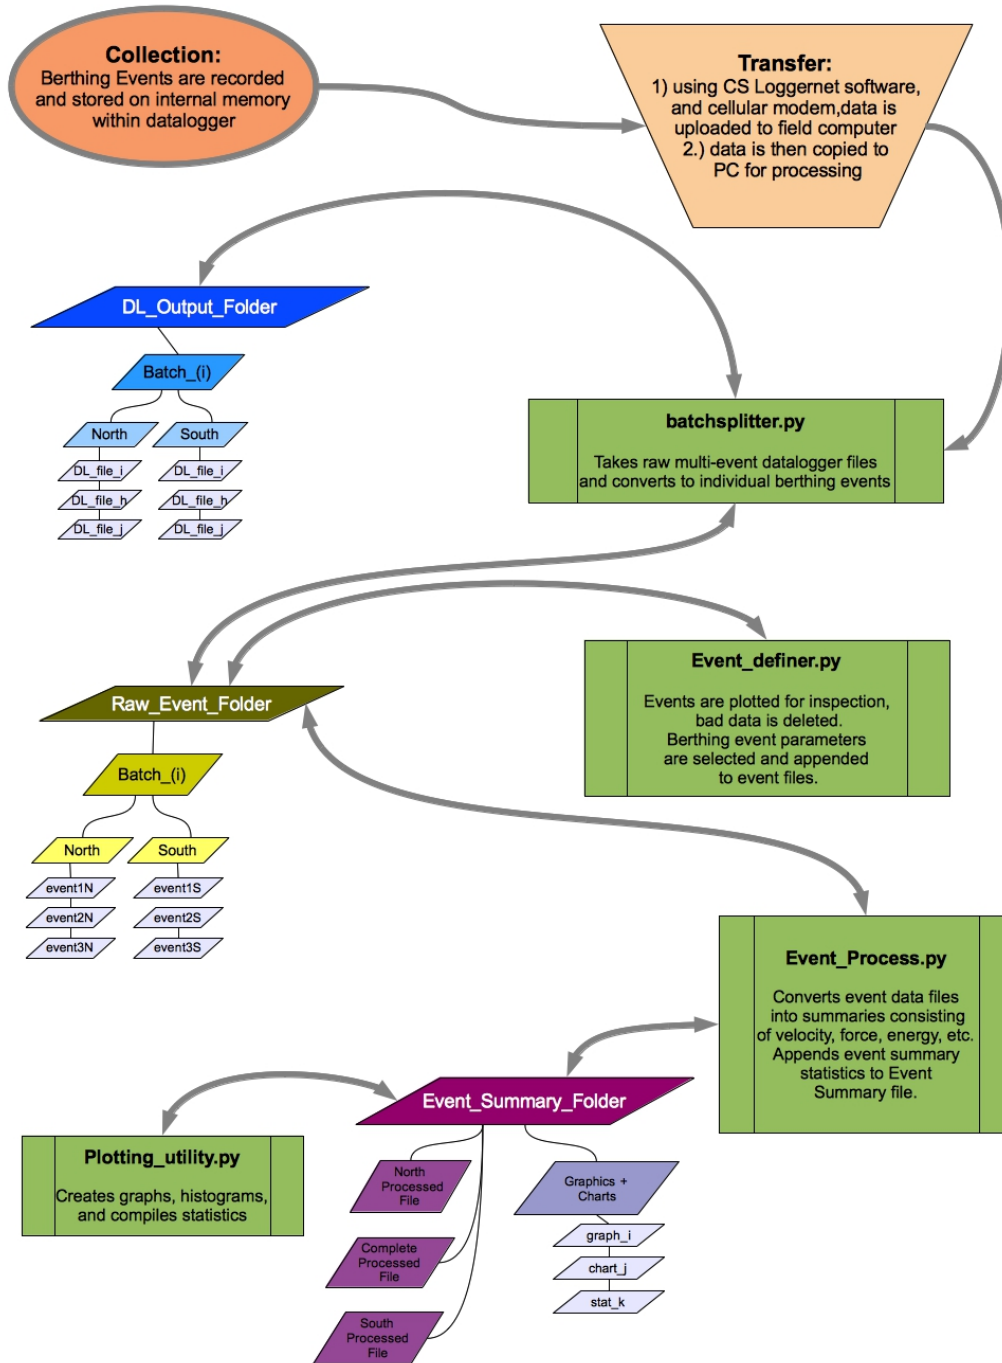 Collection:
Berthing Events are recorded
and stored on internal memory
within datalogger
Transfer:
1) using CS Loggernet software,
and cellular modem,data is
uploaded to field computer
2.) data is then copied to
PC for processing
DL_Output_Folder
Batch_(i)
North
South
DL_file_i
DL_file_i
DL_file_h
DL_file_h
DL_file_j
DL_file_j
batchsplitter.py
Takes raw multi-event datalogger files
and converts to individual berthing events
Event_definer.py
Events are plotted for inspection,
bad data is deleted.
Berthing event parameters
are selected and appended
to event files.
Raw_Event_Folder
Batch_(i)
North
South
event1N
event1S
event2N
event2S
event3N
event3S
Event_Process.py
Converts event data files
into summaries consisting
of velocity, force, energy, etc.
Appends event summary
statistics to Event
Summary file.
Event_Summary_Folder
Plotting_utility.py
Creates graphs, histograms,
and compiles statistics
North
Processed
File
Complete
Processed
File
South
Processed
File
Graphics +
Charts
graph_i
chart_j
stat_k